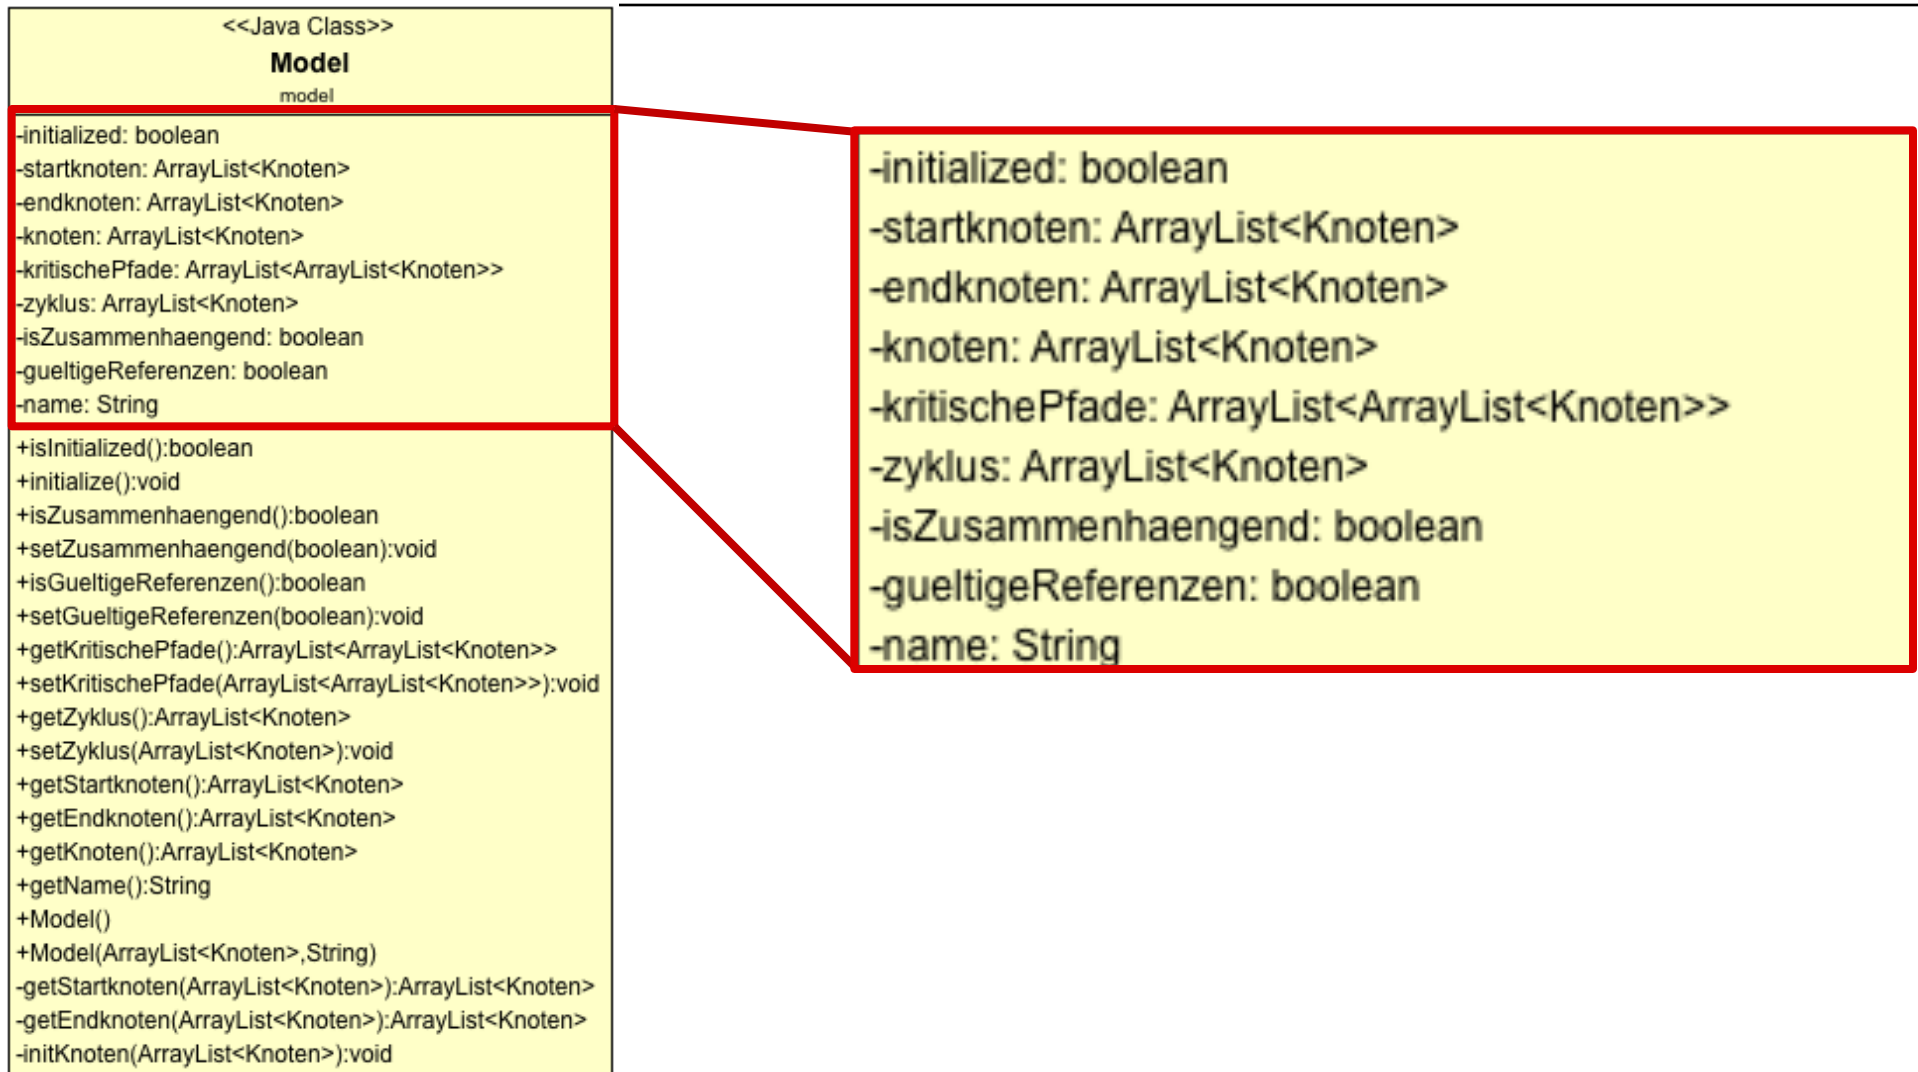 <<Java Class>>
Model
model
-initialized: boolean
-startknoten: ArrayList<Knoten>
-endknoten: ArrayList<Knoten>
-knoten: ArrayList<Knoten>
-kritischePfade: ArrayList<ArrayList<Knoten>>
-zyklus: ArrayList<Knoten>
-isZusammenhaengend: boolean
-gueltigeReferenzen: boolean
-name: String
+isInitialized():boolean
+initialize():void
+isZusammenhaengend():boolean
+setZusammenhaengend(boolean):void
+isGueltigeReferenzen():boolean
+setGueltigeReferenzen(boolean):void
+getKritischePfade():ArrayList<ArrayList<Knoten>>
+setKritischePfade(ArrayList<ArrayList<Knoten>>):void
+getZyklus():ArrayList<Knoten>
+setZyklus(ArrayList<Knoten>):void
+getStartknoten():ArrayList<Knoten>
+getEndknoten():ArrayList<Knoten>
+getKnoten():ArrayList<Knoten>
+getName():String
+Model()
+Model(ArrayList<Knoten>,String)
-getStartknoten(ArrayList<Knoten>):ArrayList<Knoten>
-getEndknoten(ArrayList<Knoten>):ArrayList<Knoten>
-initKnoten(ArrayList<Knoten>):void
-initialized: boolean
-startknoten: ArrayList<Knoten>
-endknoten: ArrayList<Knoten>
-knoten: ArrayList<Knoten>
-kritischePfade: ArrayList<ArrayList<Knoten>>
-zyklus: ArrayList<Knoten>
-isZusammenhaengend: boolean
-gueltigeReferenzen: boolean
-name: String